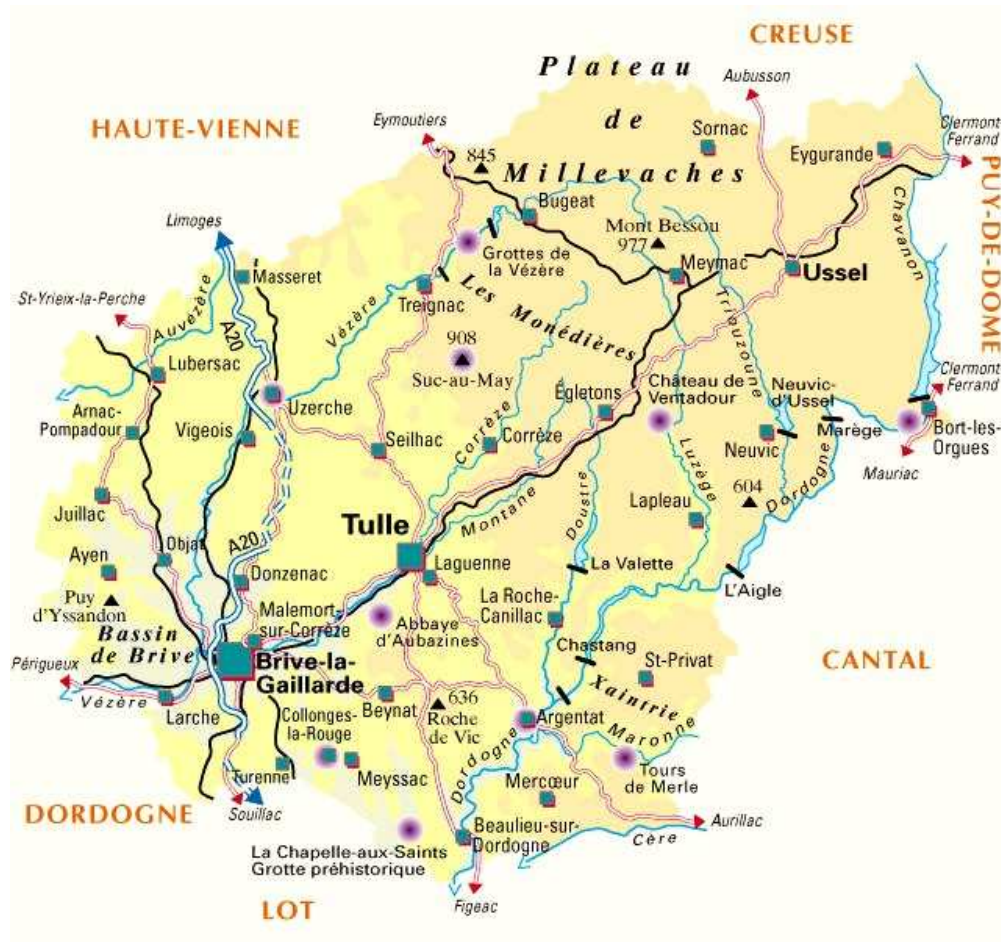 CREUSE
Plateau
de
Millevaches
HAUTE-VIENNE
Eymoutiers
845
Aubusson
Sornac
Eygurande
Clermont
Ferrand
PUY-DE-DOME
Chavanon
Limoges
Bugeat
Mont Bessou
977
Meymac
Ussel
Grottes de
la Vézère
Masseret
St-Yrieix-la-Perche
Auvézère
A20
Vézère
Treignac
Les Monédières
Triouzoune
908
Suc-au-May
Lubersac
Uzerche
Arnac-
Pompadour
Vigeois
Seilhac
Corrèze
Corrèze
Égletons
Château de
Ventadour
Neuvic-
d'Ussel
Neuvic
Marège
Clermont
Ferrand
Bort-les-
Orgues
Mauriac
Dordogne
Luzège
604
Lapleau
Juillac
Objat
A20
Tulle
Montane
Doustre
Ayen
Donzenac
Laguenne
La Valette
L'Aigle
Puy
d'Yssandon
Malemort-
sur-Corrèze
Abbaye
d'Aubazines
La Roche-
Canillac
Bassin
de Brive
Brive-la-
Gaillarde
Chastang
St-Privat
CANTAL
Périgueux
Vézère
Larche
Beynat
636
Roche
de Vic
Xaintrie
Argentat
Maronne
Collonges-
la-Rouge
Turenne
Meyssac
Dordogne
Mercœur
Tours
de Merle
DORDOGNE
Souillac
Beaulieu-sur-
Dordogne
Aurillac
Cère
La Chapelle-aux-Saints
Grotte préhistorique
LOT
Figeac